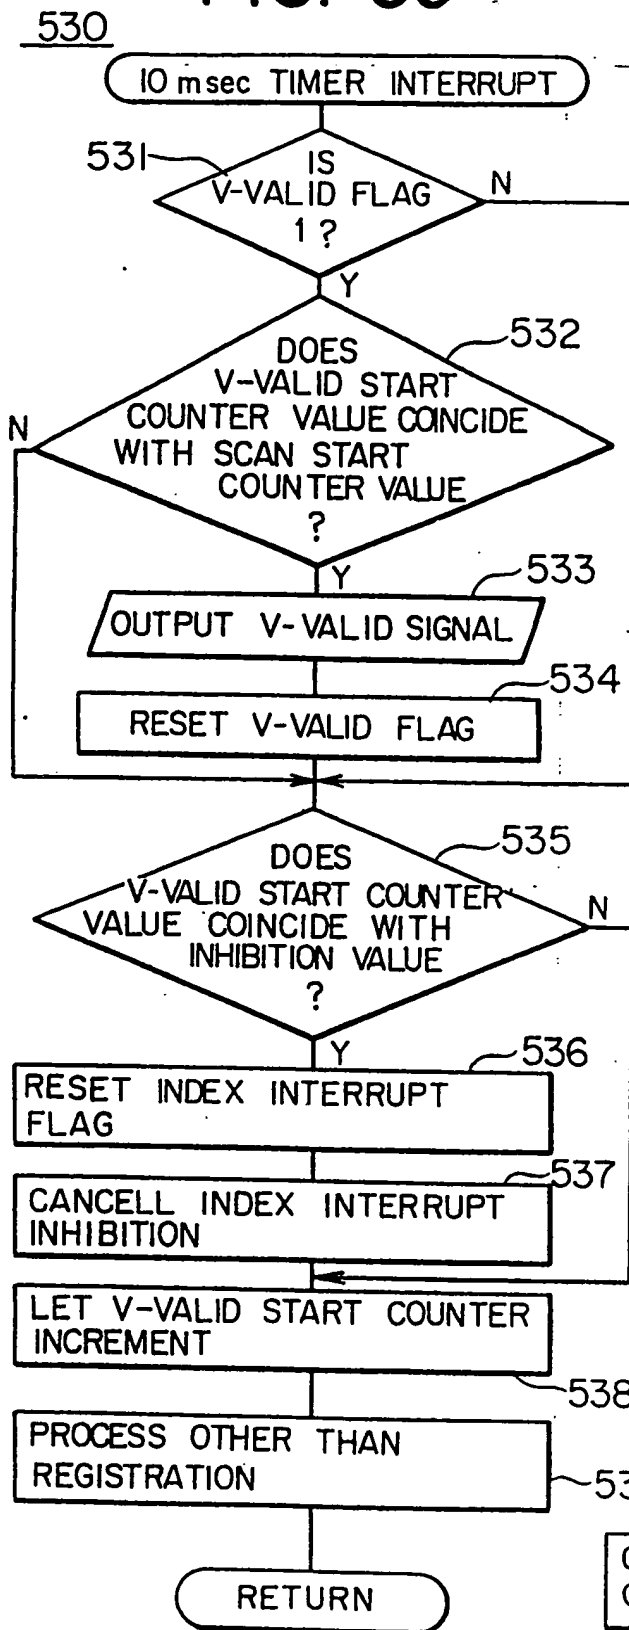 530
10 msec TIMER INTERRUPT
531
IS
V-VALID FLAG
1 ?
N
Y
532
DOES
V-VALID START
COUNTER VALUE COINCIDE
WITH SCAN START
COUNTER VALUE
?
N
Y
533
OUTPUT V-VALID SIGNAL
534
RESET V-VALID FLAG
535
DOES
V-VALID START COUNTER
VALUE COINCIDE WITH
INHIBITION VALUE
?
N
Y
536
RESET INDEX INTERRUPT
FLAG
537
CANCELL INDEX INTERRUPT
INHIBITION
LET V-VALID START COUNTER
INCREMENT
538
PROCESS OTHER THAN
REGISTRATION
RETURN